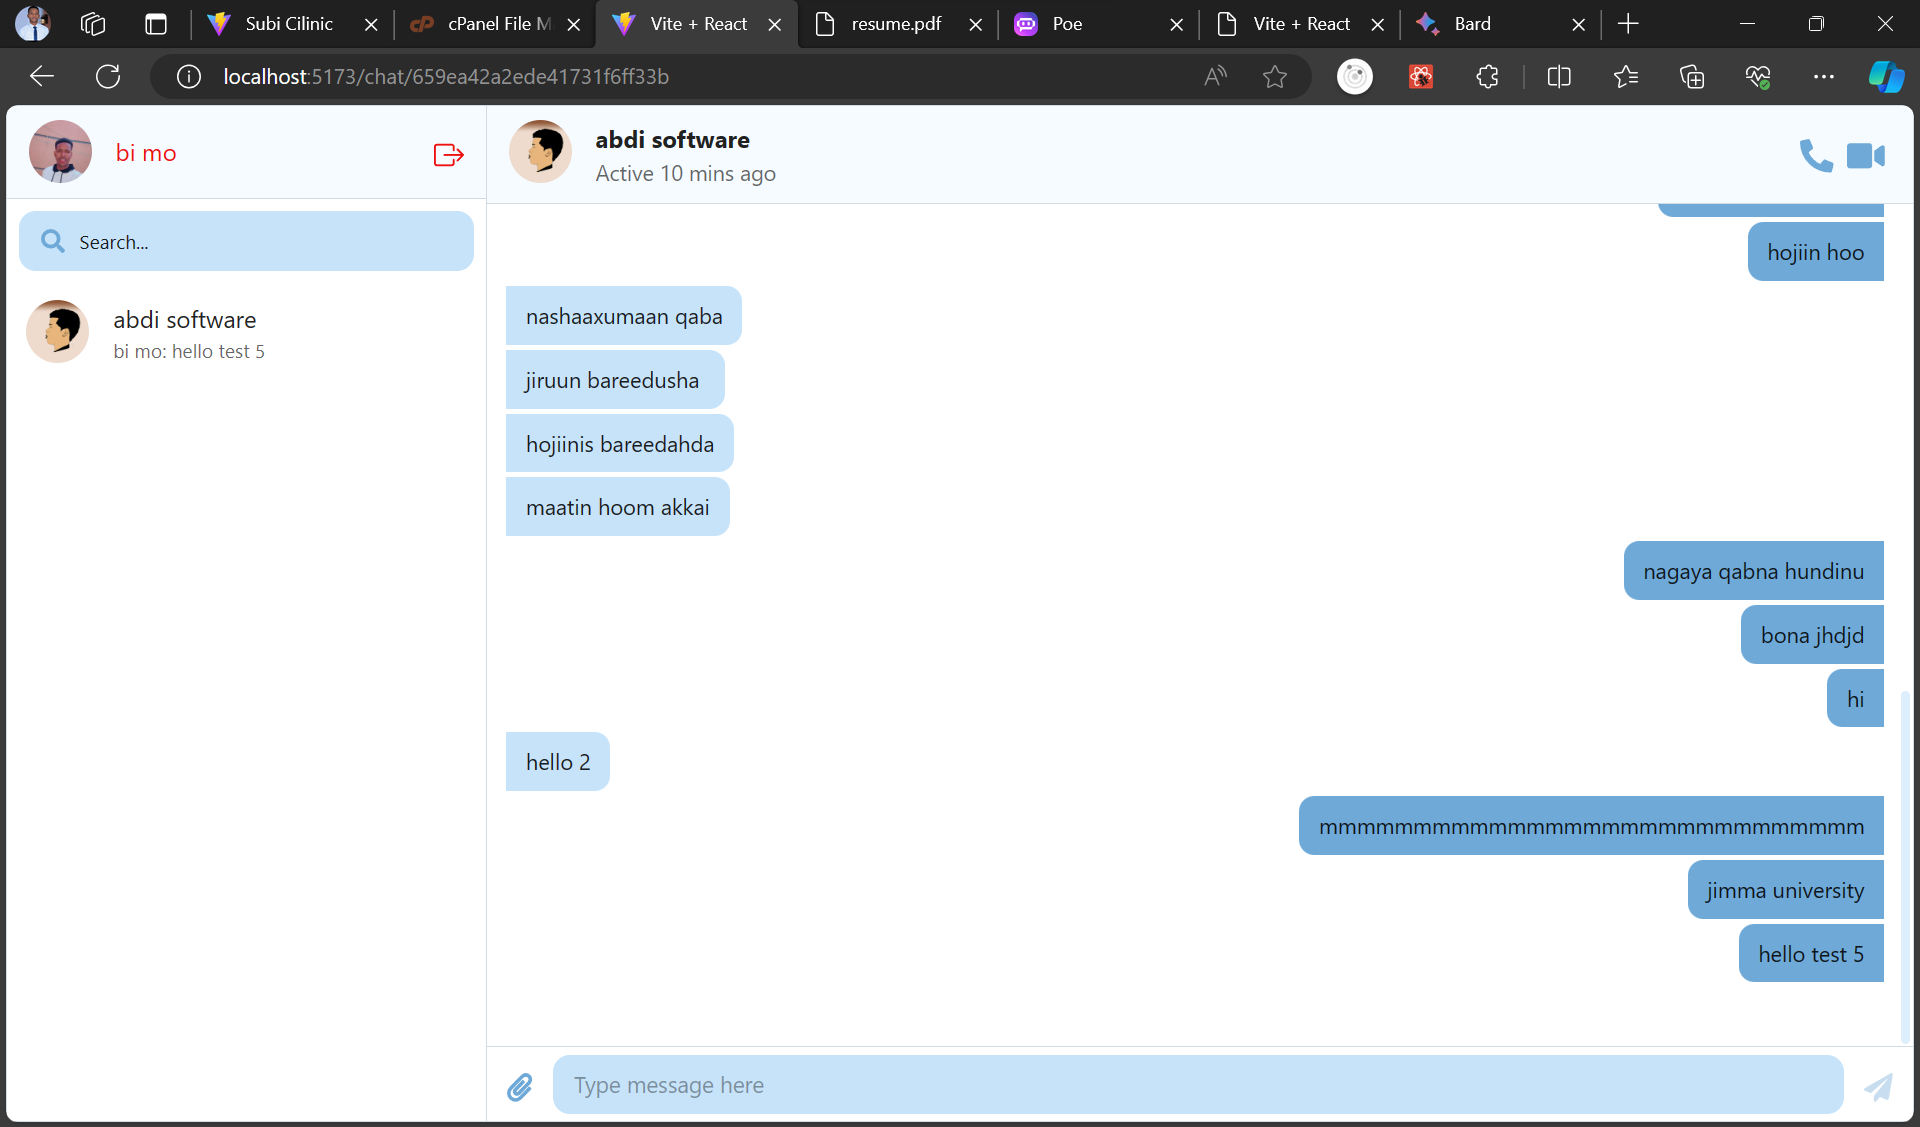 Subi Cilinic
cPanel File M
Vite + React
resume.pdf
Poe
Vite + React
Bard
localhost:5173/chat/659ea42a2ede41731f6ff33b
bi mo
Search...
abdi software
bi mo: hello test 5
abdi software
Active 10 mins ago
hojiin hoo
nashaaxumaan qaba
jiruun bareedusha
hojiinis bareedahda
maatin hoom akkai
nagaya qabna hundinu
bona jhdjd
hi
hello 2
mmmmmmmmmmmmmmmmmmmmmmmmmmmmm
jimma university
hello test 5
Type message here